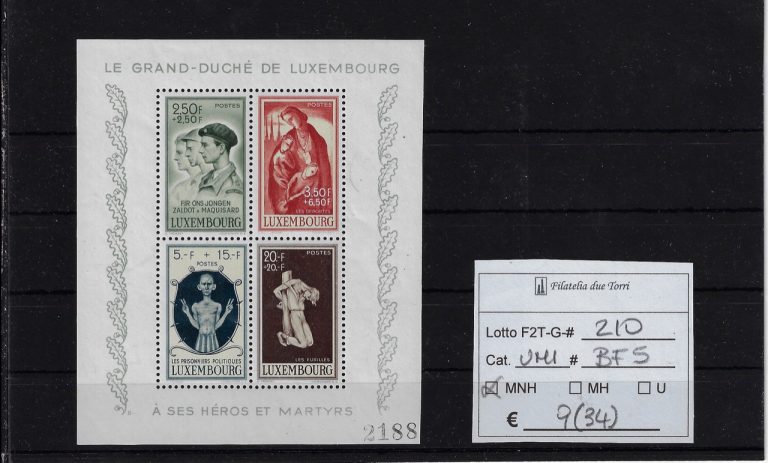 LE GRAND-DUCHÉ DE LUXEMBOURG
2,50F
+2,50F
POSTES
EIR ONS JONGEN
ZALDOT & MAQUISARD
LUXEMBOURG
POSTES
3,50F
+6,50F
LES DÉPORTÉS
LUXEMBOURG
5.-F + 15.-F
POSTES
LES PRISONNIERS POLITIQUES
LUXEMBOURG
20.-F
+20.-F
POSTES
LES FUSILLÉS
LUXEMBOURG
À SES HÉROS ET MARTYRS
2188
Filatelia due Torri
Lotto F2T-G-# 210
Cat. UNI # BF5
MNH MH U
€ 9(34)